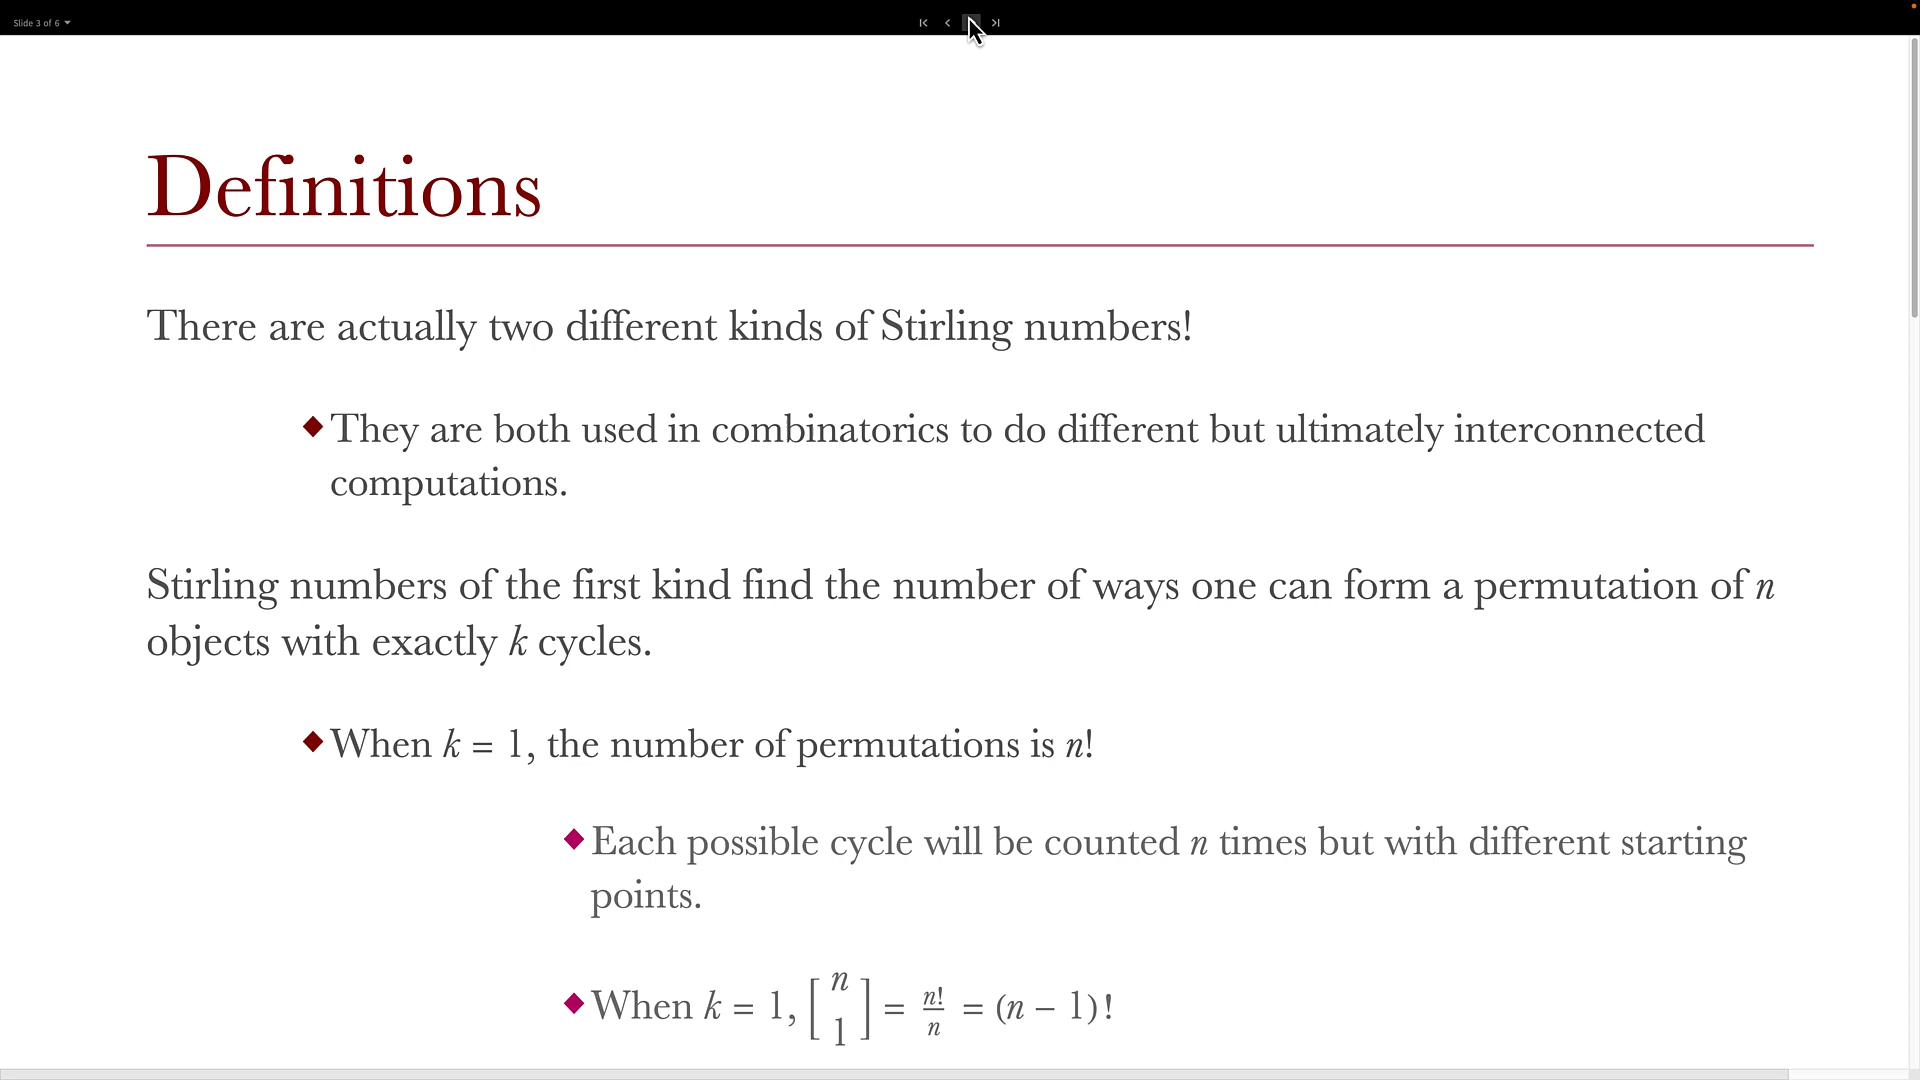 Slide 3 of 6
Definitions
There are actually two different kinds of Stirling numbers!
◆ They are both used in combinatorics to do different but ultimately interconnected
computations.
Stirling numbers of the first kind find the number of ways one can form a permutation of n
objects with exactly k cycles.
◆ When k = 1, the number of permutations is n!
◆ Each possible cycle will be counted n times but with different starting
points.
◆ When k = 1, [n 1] = n!/n = (n − 1)!